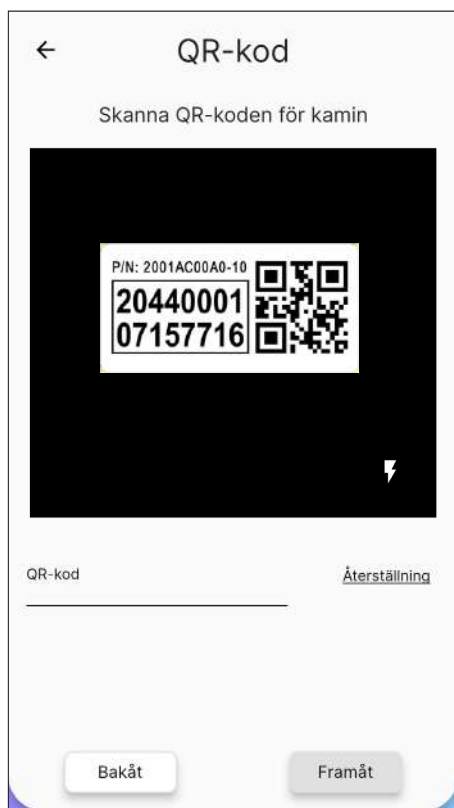 QR-kod
Skanna QR-koden för kamin
P/N: 2001AC00A0-10
20440001
07157716
QR-kod
Återställning
Bakåt
Framåt